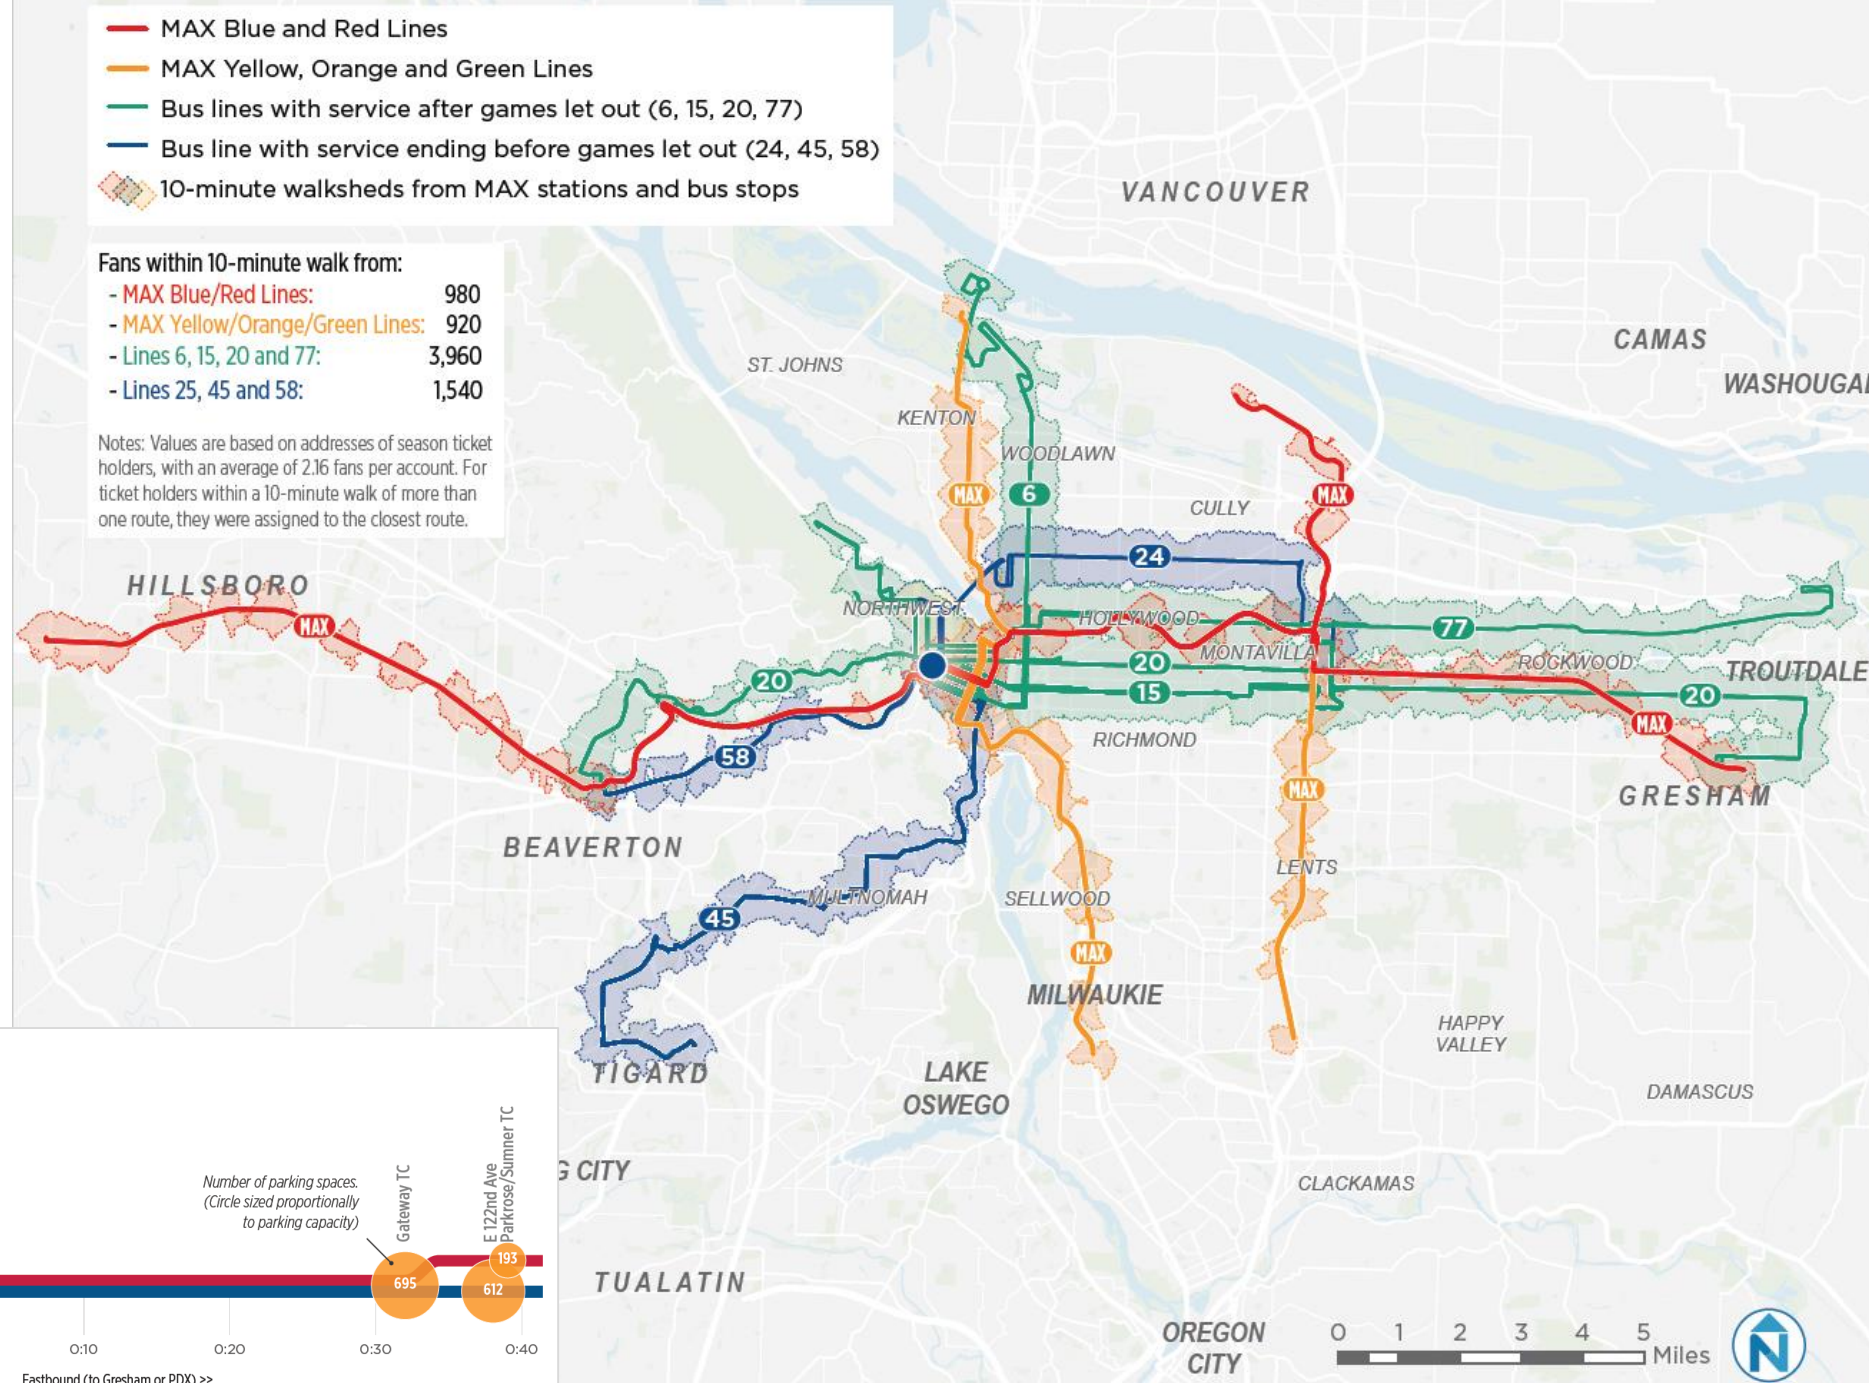 MAX Blue and Red Lines
MAX Yellow, Orange and Green Lines
Bus lines with service after games let out (6, 15, 20, 77)
Bus line with service ending before games let out (24, 45, 58)
10-minute walksheds from MAX stations and bus stops
Fans within 10-minute walk from:
- MAX Blue/Red Lines: 980
- MAX Yellow/Orange/Green Lines: 920
- Lines 6, 15, 20 and 77: 3,960
- Lines 25, 45 and 58: 1,540
Notes: Values are based on addresses of season ticket
holders, with an average of 2.16 fans per account. For
ticket holders within a 10-minute walk of more than
one route, they were assigned to the closest route.
VANCOUVER
CAMAS
WASHOUGAL
ST. JOHNS
KENTON
WOODLAWN
MAX
6
MAX
CULLY
24
HILLSBORO
MAX
NORTHWEST
HOLLYWOOD
77
MONTAVILLA
ROCKWOOD
TROUTDALE
20
20
15
20
MAX
RICHMOND
58
MAX
GRESHAM
BEAVERTON
LENTS
MULTNOMAH
SELLWOOD
45
MAX
MILWAUKIE
HAPPY
VALLEY
TIGARD
LAKE
OSWEGO
DAMASCUS
G CITY
CLACKAMAS
TUALATIN
OREGON
CITY
0 1 2 3 4 5
Miles
N
Number of parking spaces.
(Circle sized proportionally
to parking capacity)
Gateway TC
E 122nd Ave
Parkrose/Sumner TC
695
193
612
0:10 0:20 0:30 0:40
Eastbound (to Gresham or PDX) >>